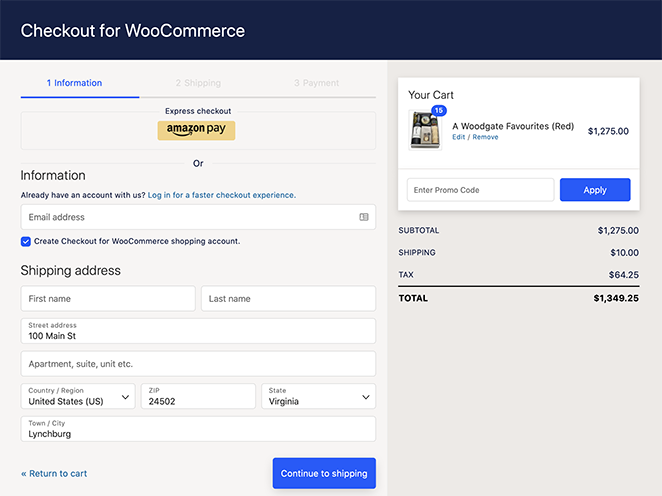 Checkout for WooCommerce
1 Information
2 Shipping
3 Payment
Express checkout
amazon pay
Or
Information
Already have an account with us? Log in for a faster checkout experience.
Email address
Create Checkout for WooCommerce shopping account.
Shipping address
First name
Last name
Street address
100 Main St
Apartment, suite, unit etc.
Country / Region
United States (US)
ZIP
24502
State
Virginia
Town / City
Lynchburg
« Return to cart
Continue to shipping
Your Cart
15
A Woodgate Favourites (Red)
Edit / Remove
$1,275.00
Enter Promo Code
Apply
SUBTOTAL $1,275.00
SHIPPING $10.00
TAX $64.25
TOTAL $1,349.25